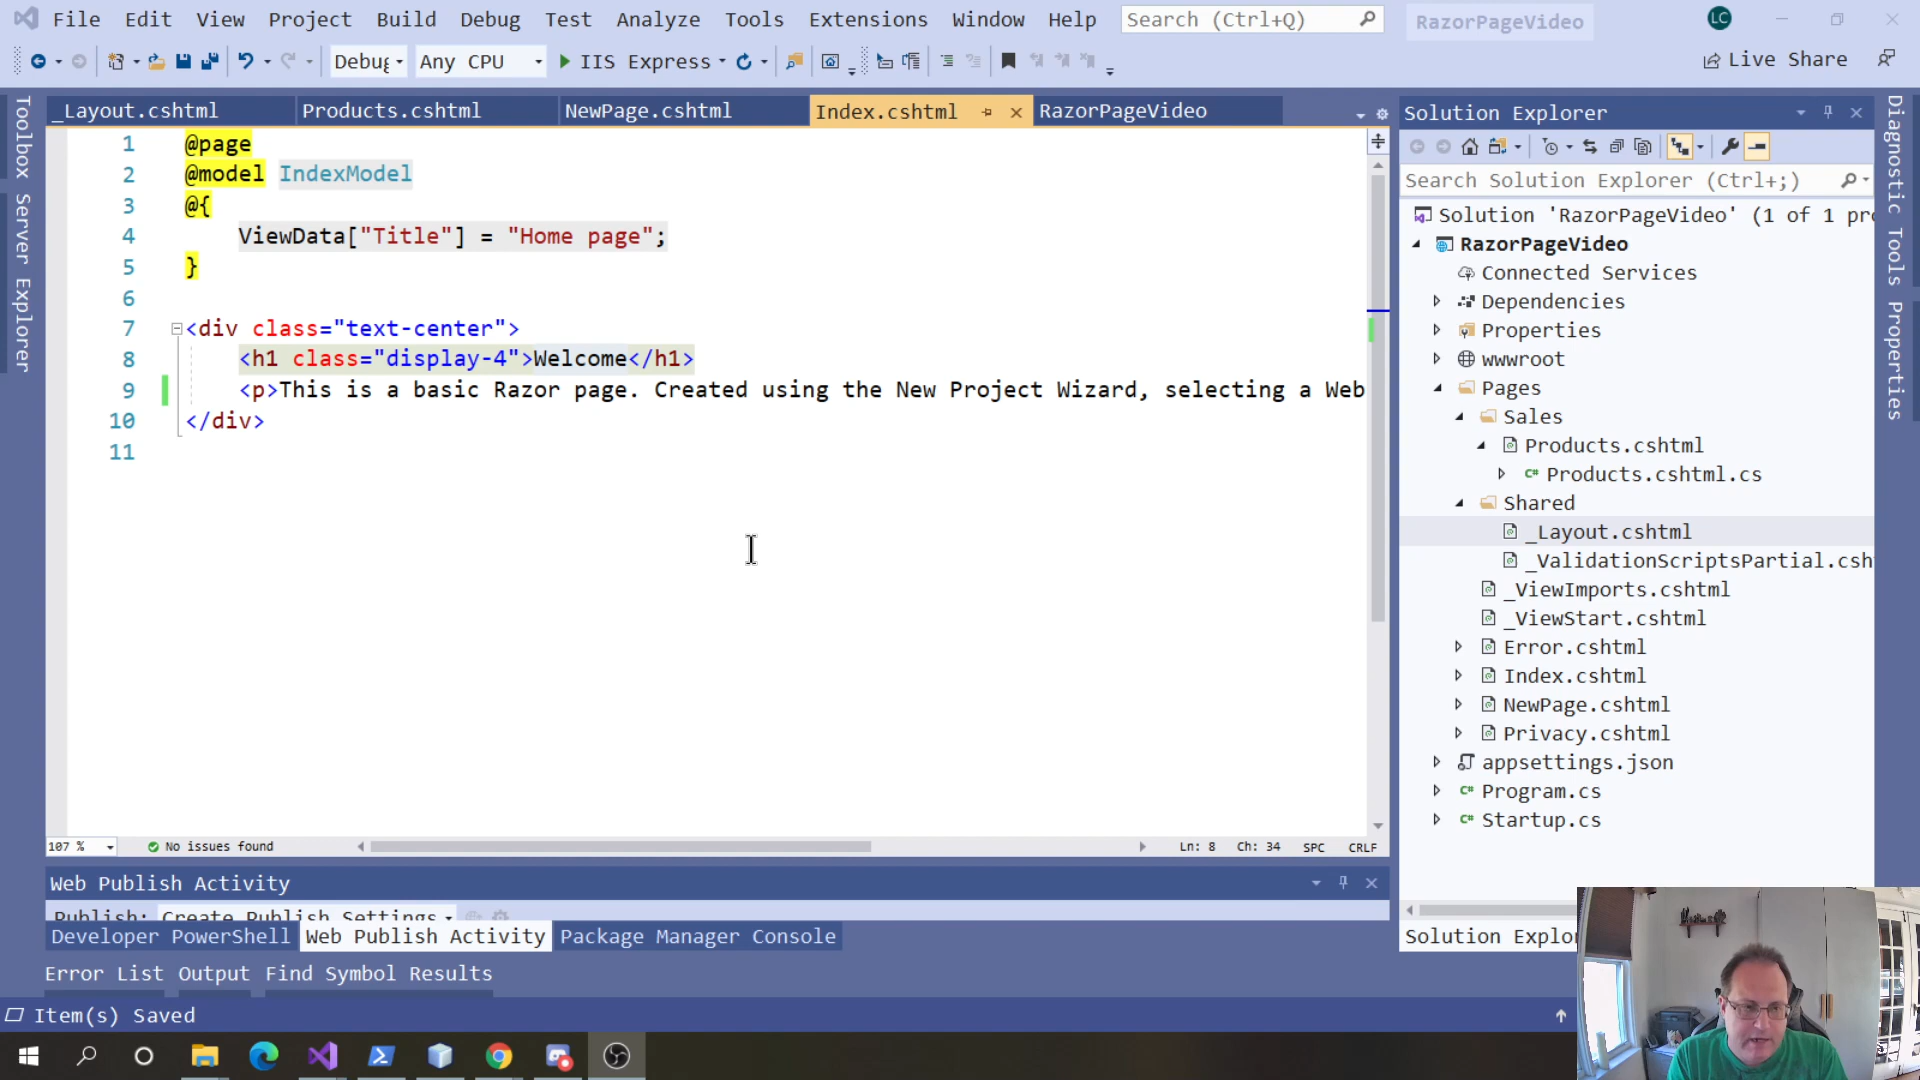 File Edit View Project Build Debug Test Analyze Tools Extensions Window Help Search (Ctrl+Q) RazorPageVideo LC
Debug Any CPU IIS Express Live Share
Toolbox Server Explorer
_Layout.cshtml Products.cshtml NewPage.cshtml Index.cshtml RazorPageVideo
1 @page
2 @model IndexModel
3 @{
4 ViewData["Title"] = "Home page";
5 }
6
7 <div class="text-center">
8 <h1 class="display-4">Welcome</h1>
9 <p>This is a basic Razor page. Created using the New Project Wizard, selecting a Web
10 </div>
11
107 % No issues found Ln: 8 Ch: 34 SPC CRLF
Web Publish Activity
Publish: Create Publish Settings
Developer PowerShell Web Publish Activity Package Manager Console
Error List Output Find Symbol Results
Item(s) Saved
Solution Explorer
Search Solution Explorer (Ctrl+;)
Solution 'RazorPageVideo' (1 of 1 pro
RazorPageVideo
Connected Services
Dependencies
Properties
wwwroot
Pages
Sales
Products.cshtml
C# Products.cshtml.cs
Shared
_Layout.cshtml
_ValidationScriptsPartial.csh
_ViewImports.cshtml
_ViewStart.cshtml
Error.cshtml
Index.cshtml
NewPage.cshtml
Privacy.cshtml
appsettings.json
C# Program.cs
C# Startup.cs
Solution Explo
Diagnostic Tools Properties